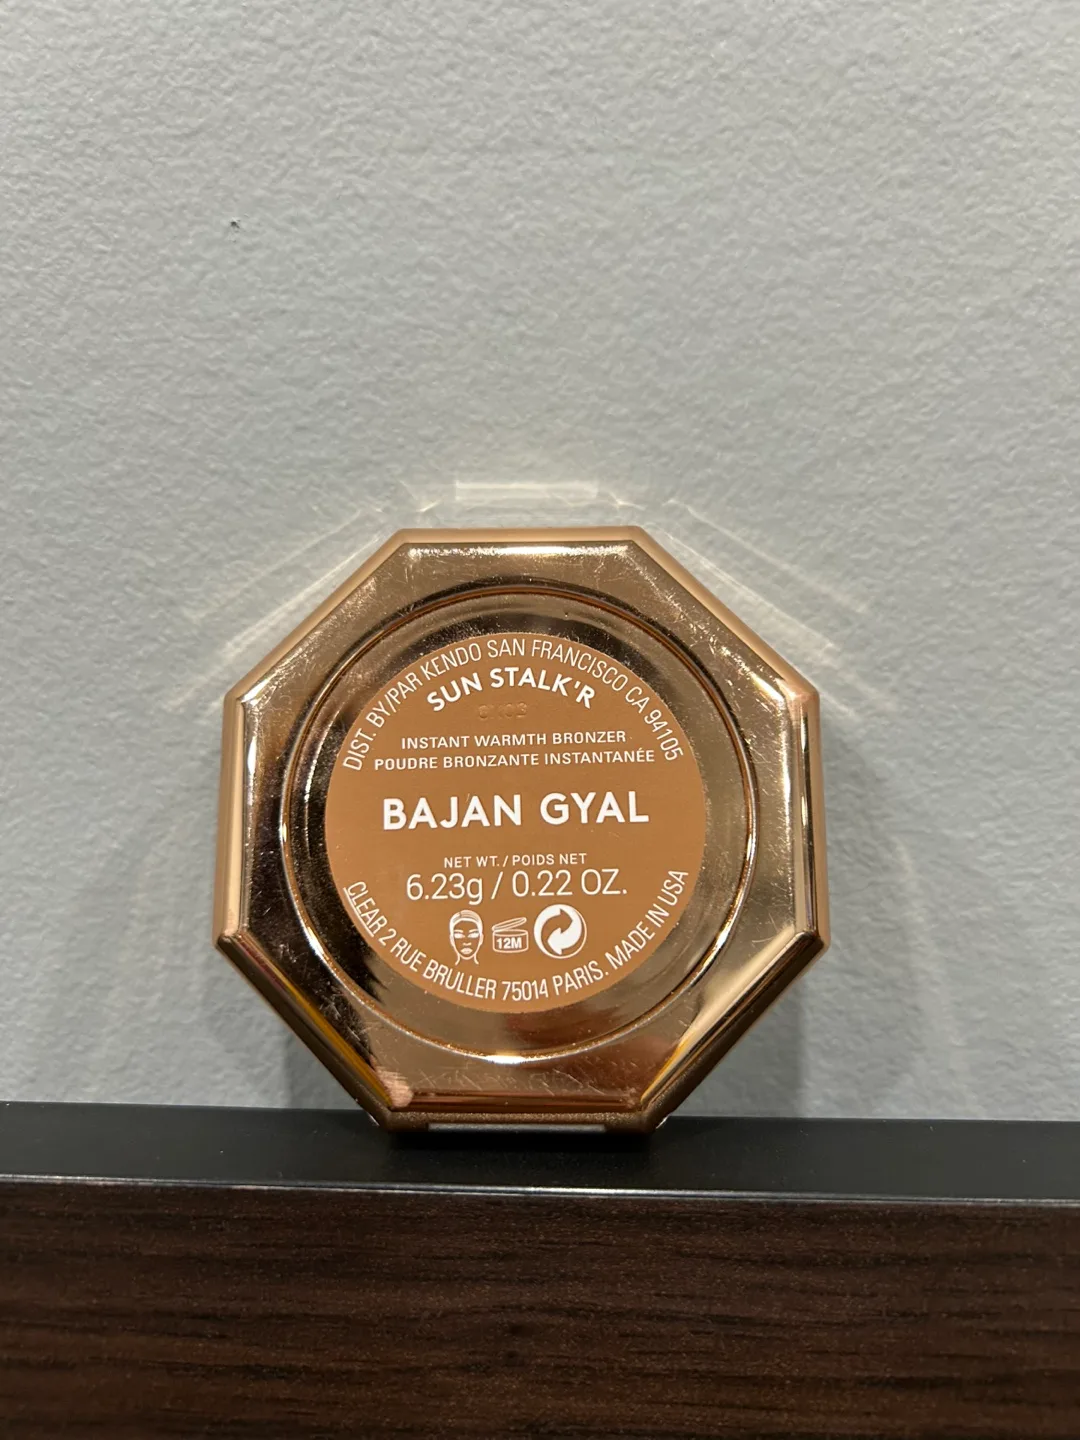 DIST. BY/PAR KENDO SAN FRANCISCO CA 94105
SUN STALK'R
INSTANT WARMTH BRONZER
POUDRE BRONZANTE INSTANTANÉE
BAJAN GYAL
NET WT. / POIDS NET
6.23g / 0.22 OZ.
12M
CLEAR 2 RUE BRULLER 75014 PARIS. MADE IN USA